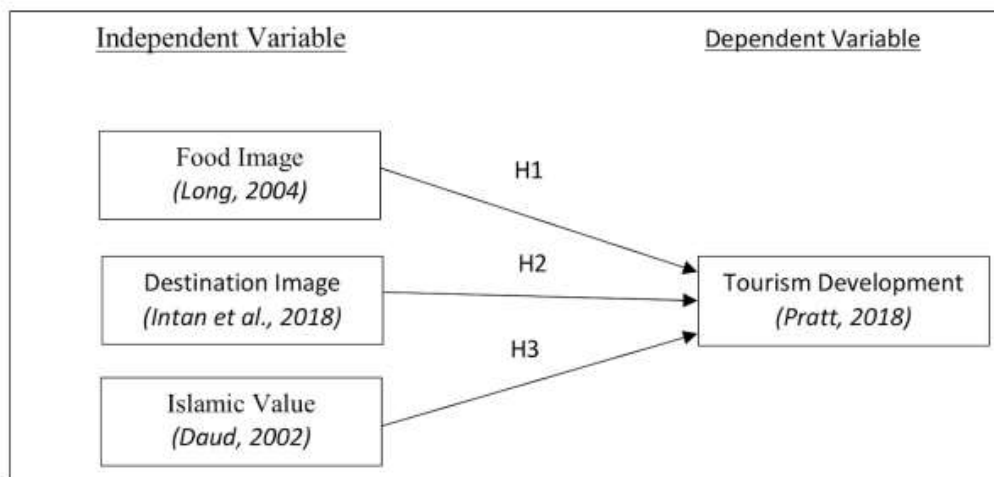 Independent Variable
Dependent Variable
Food Image
(Long, 2004)
H1
Destination Image
(Intan et al., 2018)
H2
Tourism Development
(Pratt, 2018)
H3
Islamic Value
(Daud, 2002)